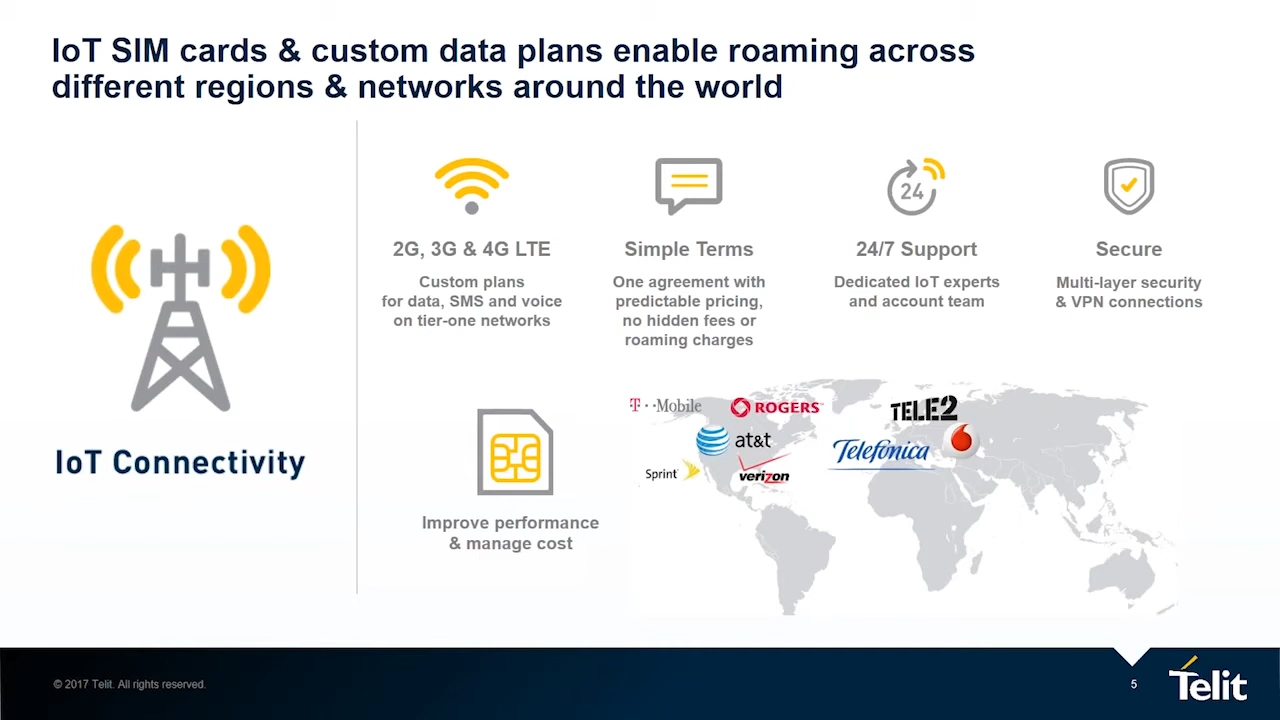 IoT SIM cards & custom data plans enable roaming across
different regions & networks around the world
IoT Connectivity
2G, 3G & 4G LTE
Custom plans
for data, SMS and voice
on tier-one networks
Simple Terms
One agreement with
predictable pricing,
no hidden fees or
roaming charges
24
24/7 Support
Dedicated IoT experts
and account team
Secure
Multi-layer security
& VPN connections
Improve performance
& manage cost
T··Mobile
ROGERS
at&t
Sprint
verizon
TELE2
Telefónica
© 2017 Telit. All rights reserved.
5
Telit